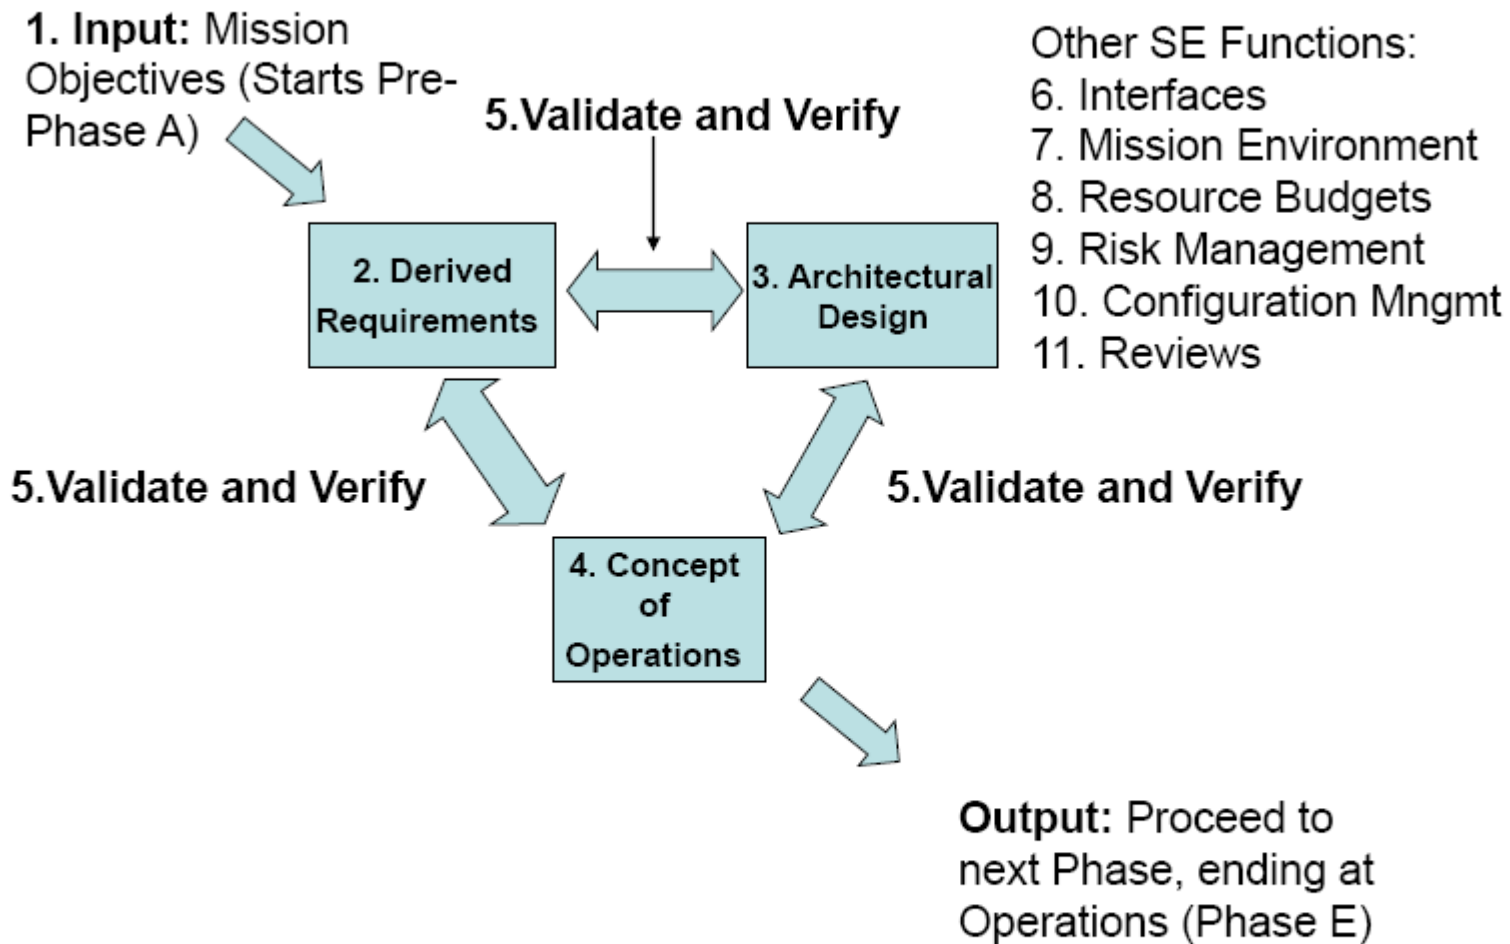 1. Input: Mission
Objectives (Starts Pre-
Phase A)
5.Validate and Verify
Other SE Functions:
6. Interfaces
7. Mission Environment
8. Resource Budgets
9. Risk Management
10. Configuration Mngmt
11. Reviews
2. Derived
Requirements
3. Architectural
Design
5.Validate and Verify
5.Validate and Verify
4. Concept
of
Operations
Output: Proceed to
next Phase, ending at
Operations (Phase E)